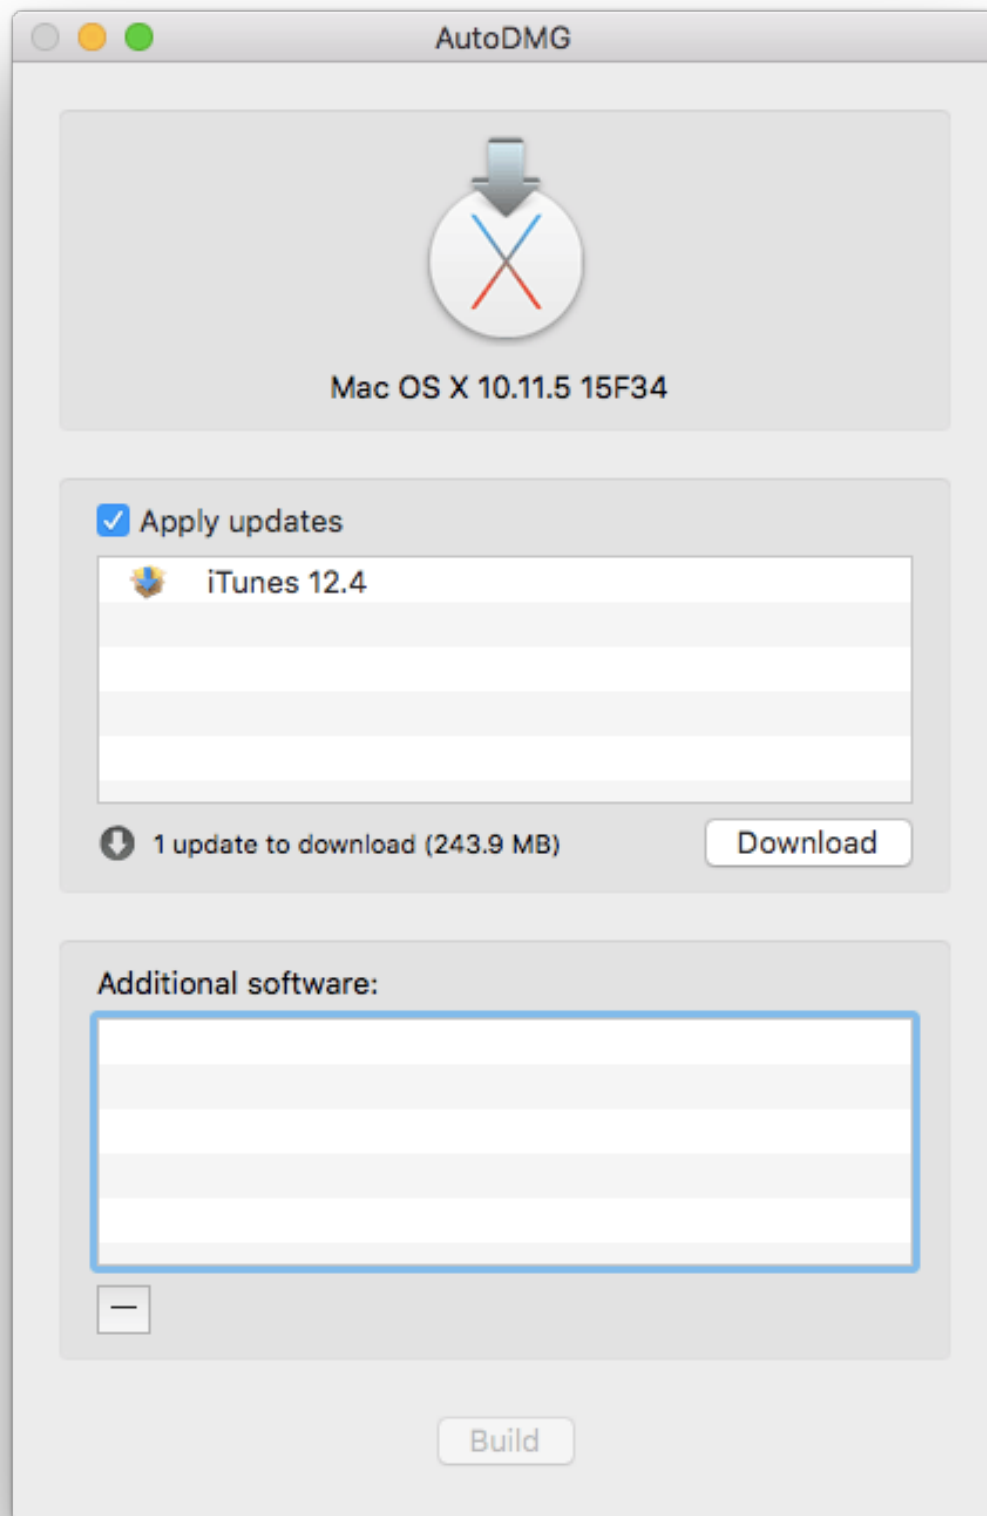 AutoDMG
Mac OS X 10.11.5 15F34
Apply updates
iTunes 12.4
1 update to download (243.9 MB)
Download
Additional software:
Build